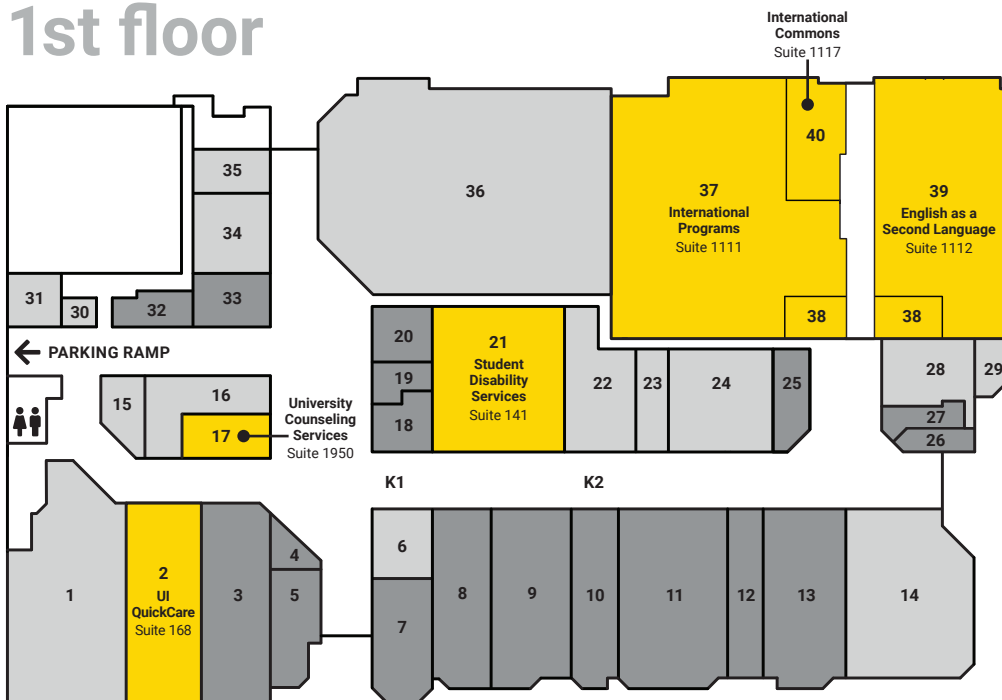 1st floor
International
Commons
Suite 1117
40
35
36
37
International
Programs
Suite 1111
39
English as a
Second Language
Suite 1112
34
31
30
32
33
38
38
PARKING RAMP
20
19
18
21
Student
Disability
Services
Suite 141
22
23
24
25
28
29
27
26
15
16
17
University
Counseling
Services
Suite 1950
K1
K2
1
2
UI
QuickCare
Suite 168
3
4
5
6
7
8
9
10
11
12
13
14